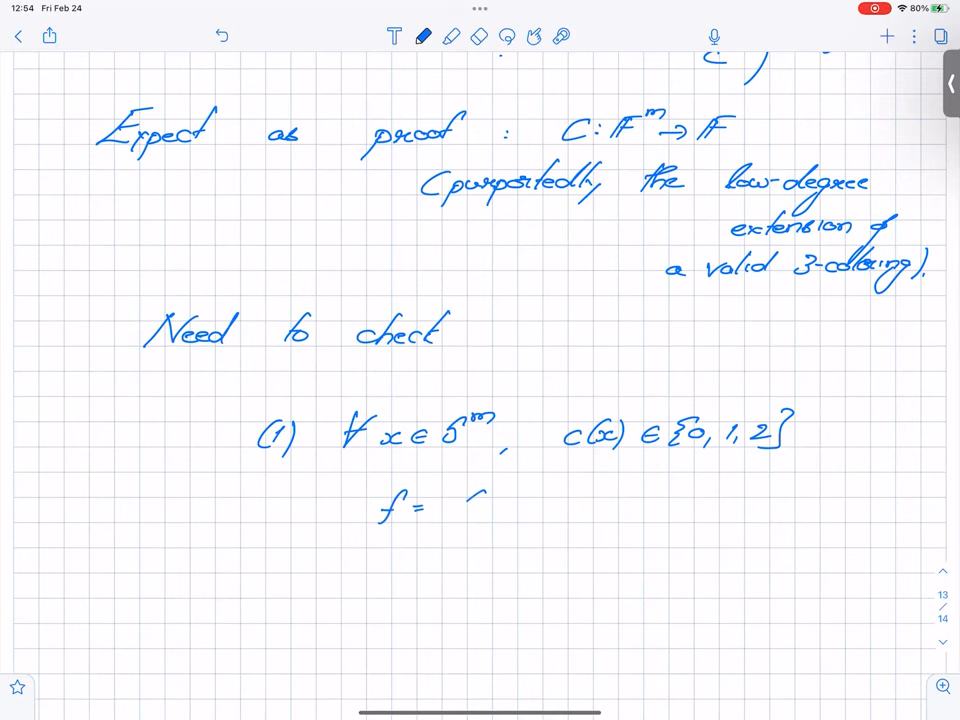 12:54 Fri Feb 24
80%
Expect as proof : C: 𝔽^m → 𝔽
(purportedly the low-degree
extension of
a valid 3-coloring).
Need to check
(1) ∀ x ∈ S^m, c(x) ∈ {0, 1, 2}
f =
13
/
14